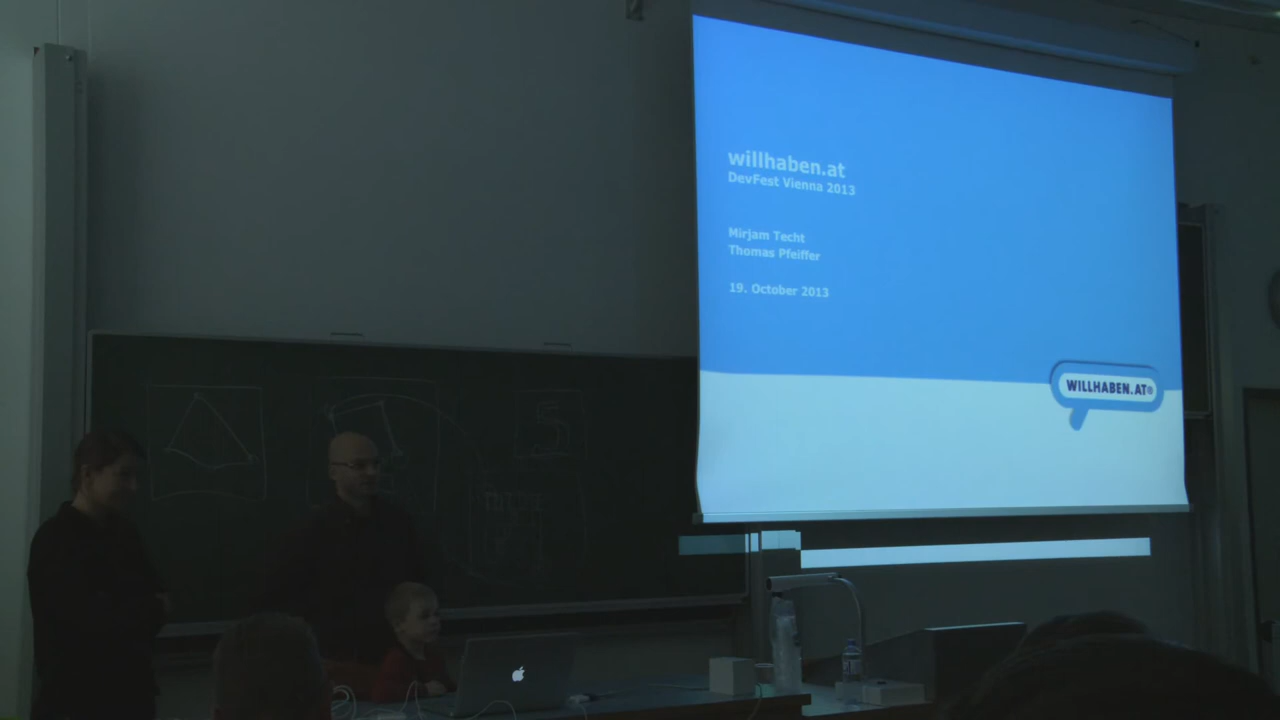 willhaben.at
DevFest Vienna 2013
Mirjam Techt
Thomas Pfeiffer
19. October 2013
WILLHABEN.AT®